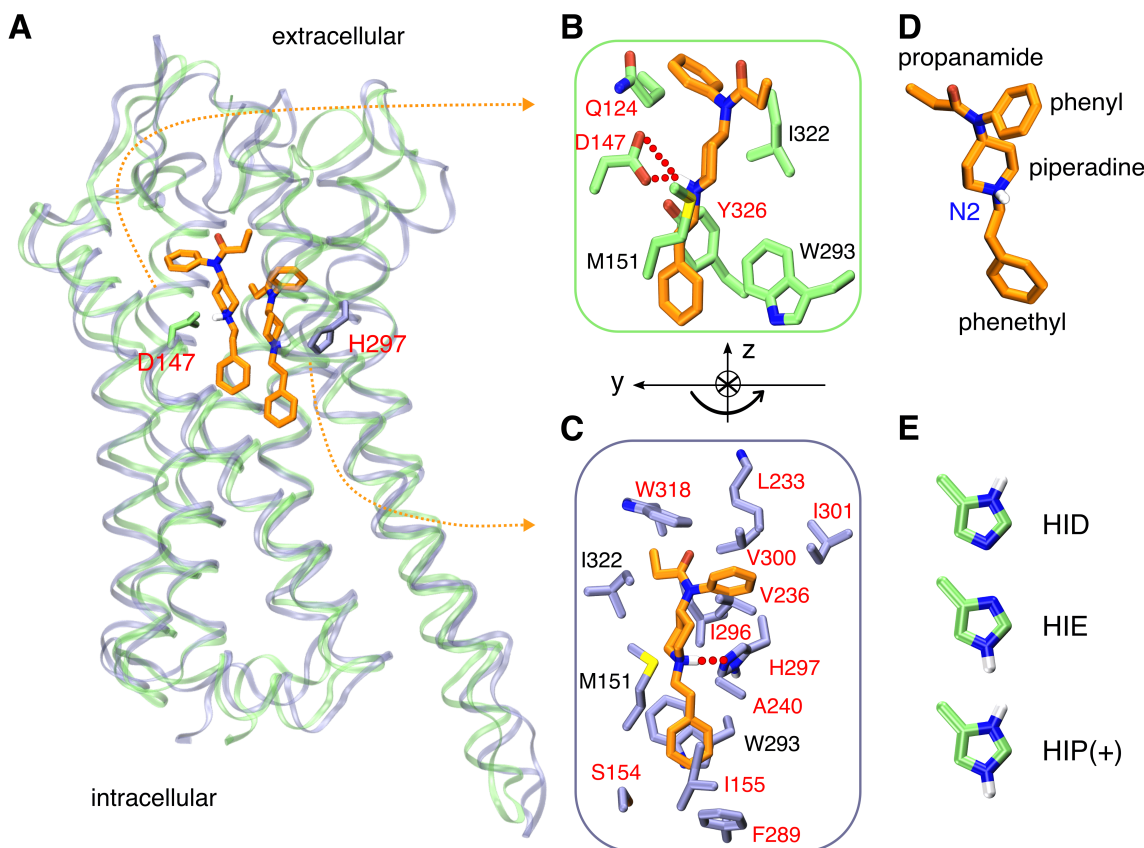 A
extracellular
D147
H297
intracellular
B
Q124
D147
I322
Y326
M151
W293
z
y
C
L233
W318
I301
V300
I322
V236
I296
H297
M151
A240
W293
S154
I155
F289
D
propanamide
phenyl
piperadine
N2
phenethyl
E
HID
HIE
HIP(+)